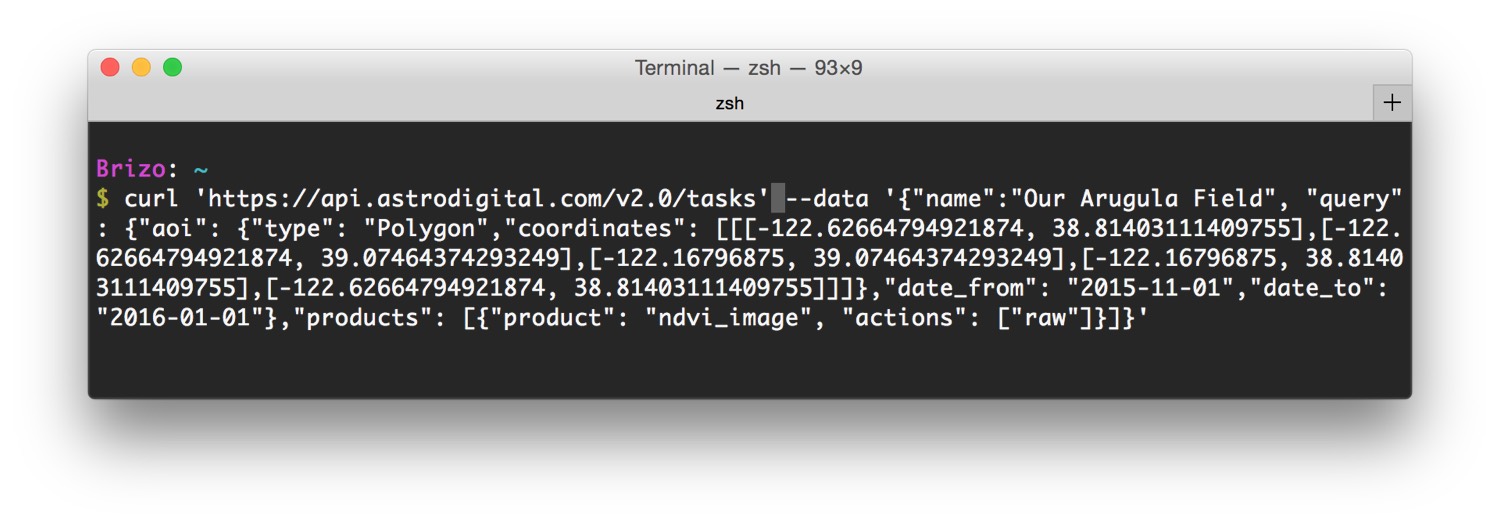 Terminal — zsh — 93×9
zsh
+
Brizo: ~
$ curl 'https://api.astrodigital.com/v2.0/tasks' --data '{"name":"Our Arugula Field", "query"
: {"aoi": {"type": "Polygon","coordinates": [[[-122.62664794921874, 38.81403111409755],[-122.
62664794921874, 39.07464374293249],[-122.16796875, 39.07464374293249],[-122.16796875, 38.8140
3111409755],[-122.62664794921874, 38.81403111409755]]]},"date_from": "2015-11-01","date_to":
"2016-01-01"},"products": [{"product": "ndvi_image", "actions": ["raw"]}]}'